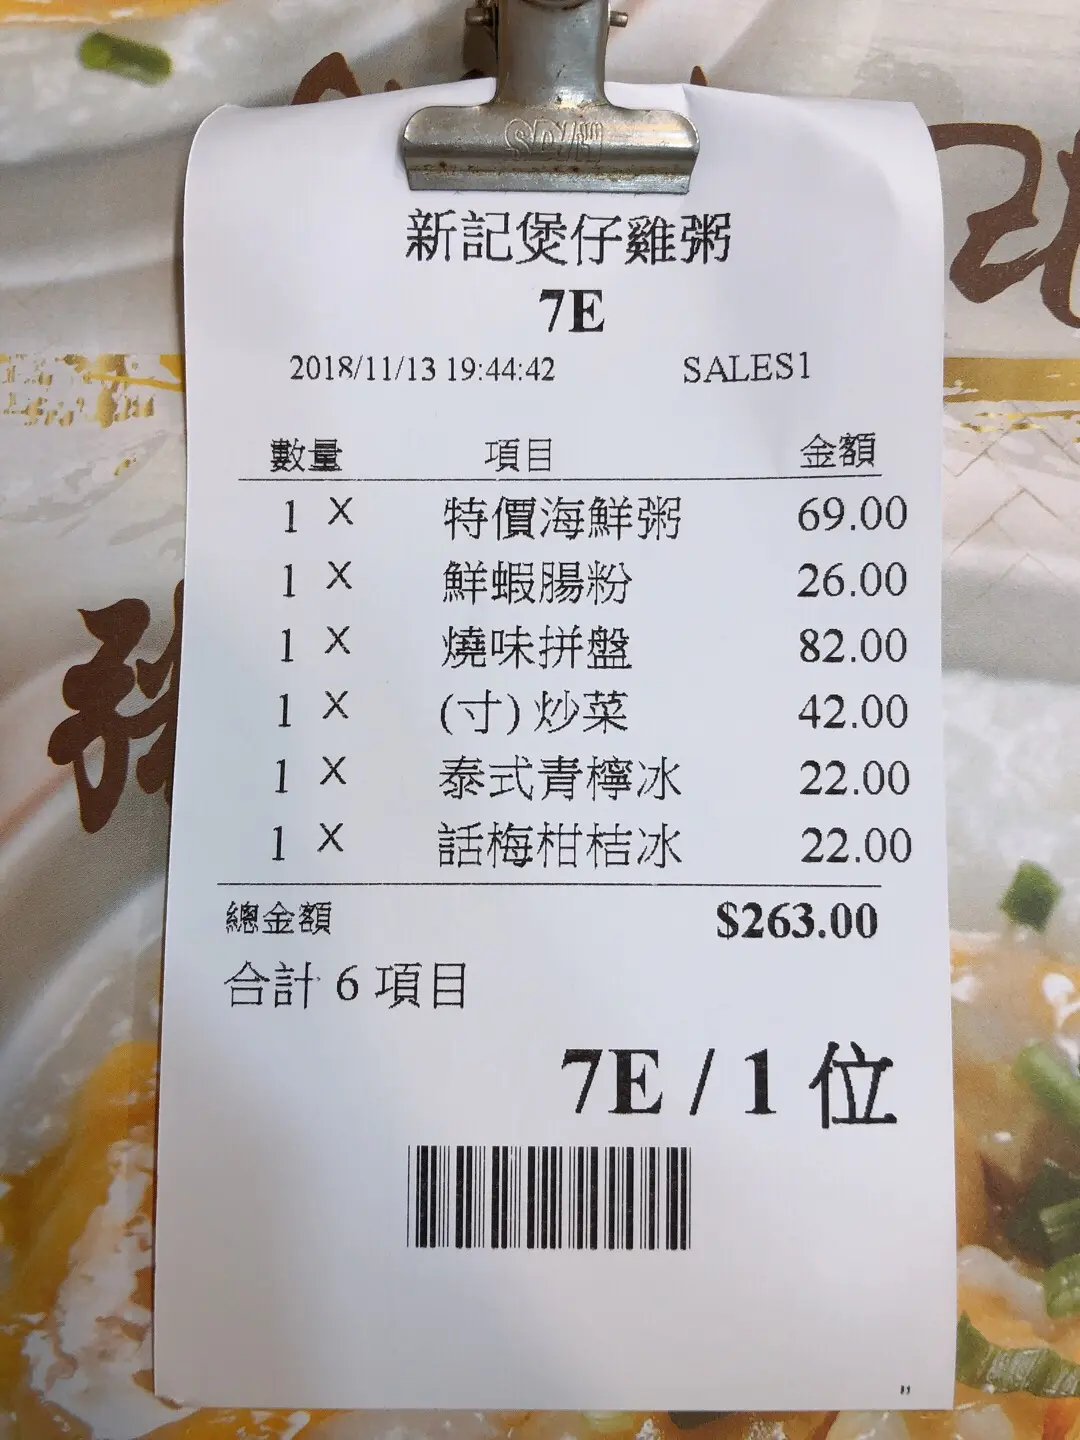 新記煲仔雞粥
7E
2018/11/13 19:44:42 SALES1
數量 項目 金額
1 X 特價海鮮粥 69.00
1 X 鮮蝦腸粉 26.00
1 X 燒味拼盤 82.00
1 X (寸) 炒菜 42.00
1 X 泰式青檸冰 22.00
1 X 話梅柑桔冰 22.00
總金額 $263.00
合計 6 項目
7E / 1 位